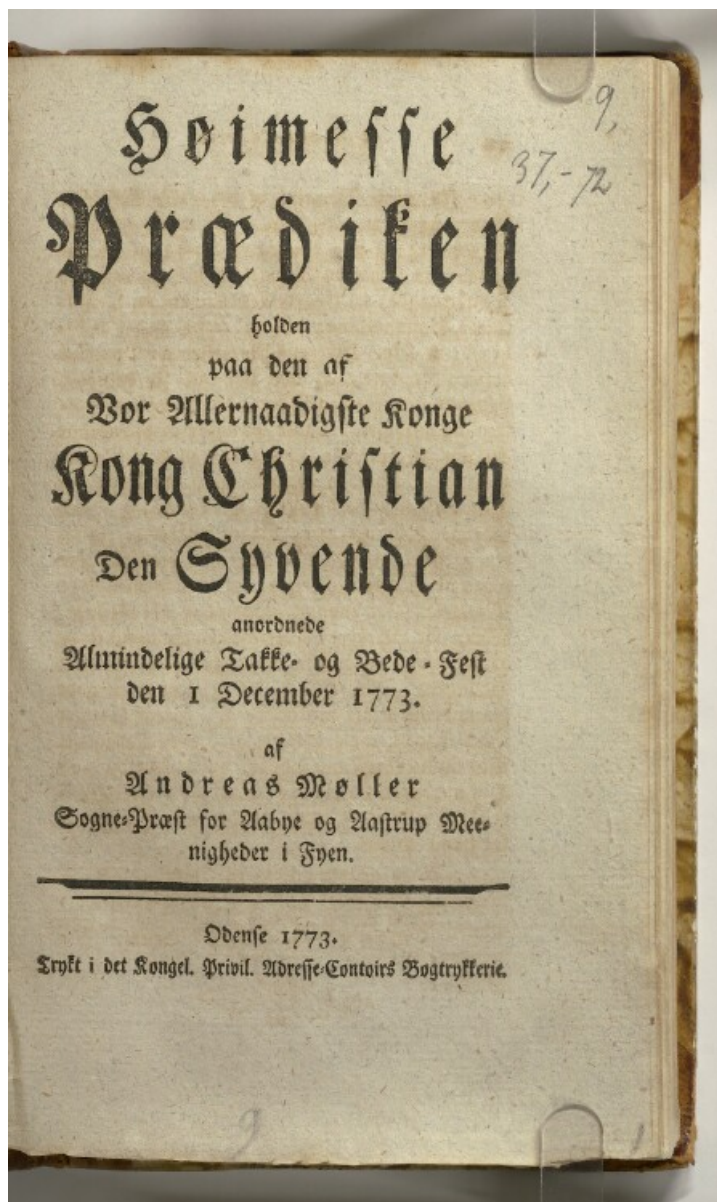 9,
37,- 72
Høimesse
Prædiken
holden
paa den af
Vor Allernaadigste Konge
Kong Christian
Den Syvende
anordnede
Almindelige Takke- og Bede-Fest
den 1 December 1773.
af
Andreas Møller
Sogne-Præst for Aabye og Aastrup Mee-
nigheder i Fyen.
Odense 1773.
Trykt i det Kongel. Privil. Adresse-Contoirs Bogtrykkerie.
9
1